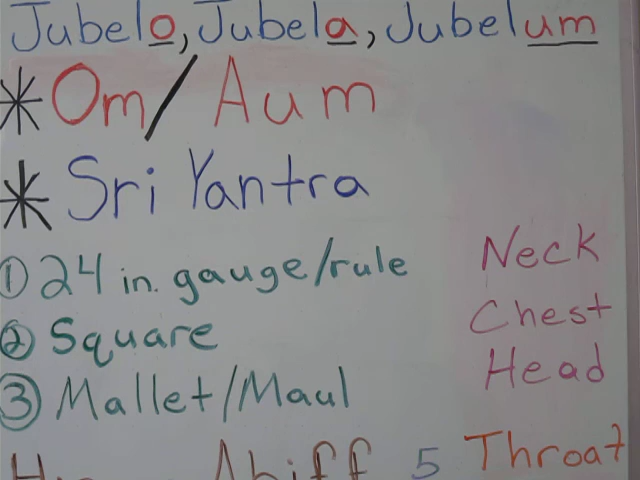 Jubelo, Jubela, Jubelum
* Om/Aum
* Sri Yantra
① 24 in. gauge/rule Neck
② Square Chest
③ Mallet/Maul Head
Abiff 5 Throat